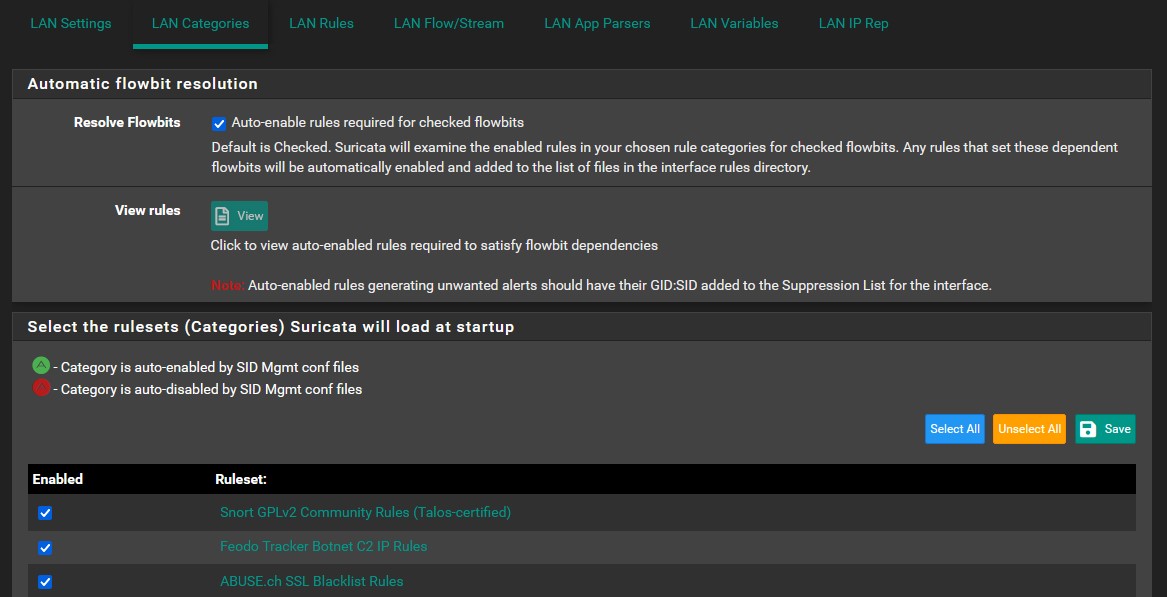 LAN Settings LAN Categories LAN Rules LAN Flow/Stream LAN App Parsers LAN Variables LAN IP Rep
Automatic flowbit resolution
Resolve Flowbits Auto-enable rules required for checked flowbits
Default is Checked. Suricata will examine the enabled rules in your chosen rule categories for checked flowbits. Any rules that set these dependent
flowbits will be automatically enabled and added to the list of files in the interface rules directory.
View rules View
Click to view auto-enabled rules required to satisfy flowbit dependencies
Note: Auto-enabled rules generating unwanted alerts should have their GID:SID added to the Suppression List for the interface.
Select the rulesets (Categories) Suricata will load at startup
- Category is auto-enabled by SID Mgmt conf files
- Category is auto-disabled by SID Mgmt conf files
Select All Unselect All Save
Enabled Ruleset:
Snort GPLv2 Community Rules (Talos-certified)
Feodo Tracker Botnet C2 IP Rules
ABUSE.ch SSL Blacklist Rules